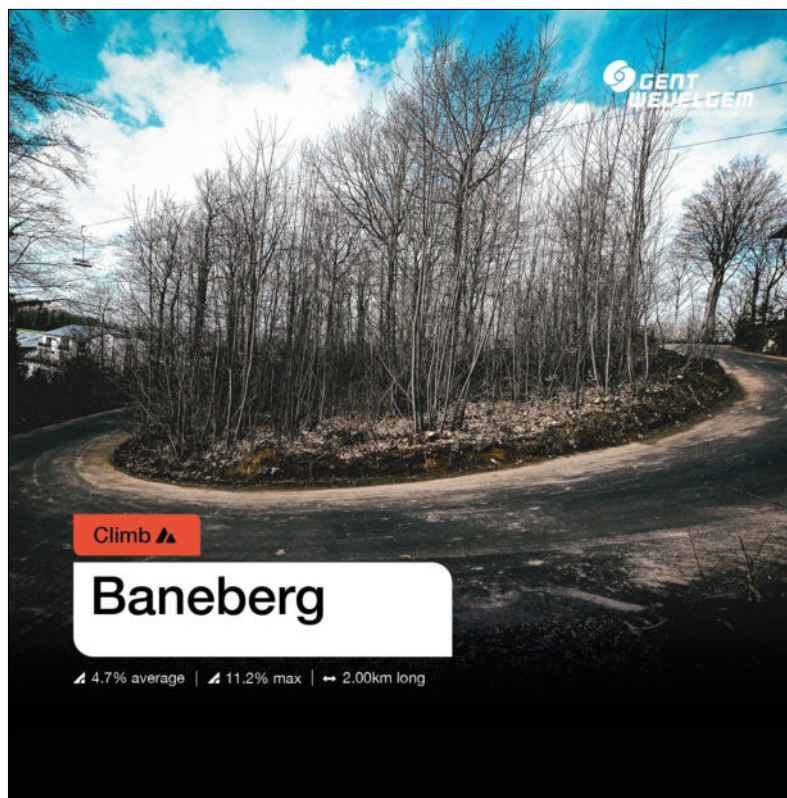 GENT
WEVELGEM
Climb
Baneberg
4.7% average | 11.2% max | 2.00km long